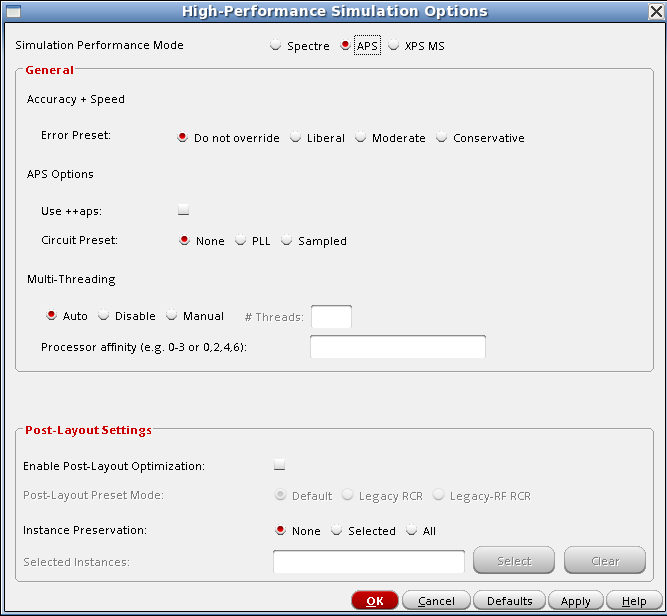 High-Performance Simulation Options
Simulation Performance Mode Spectre APS XPS MS
General
Accuracy + Speed
Error Preset: Do not override Liberal Moderate Conservative
APS Options
Use ++aps:
Circuit Preset: None PLL Sampled
Multi-Threading
Auto Disable Manual # Threads:
Processor affinity (e.g. 0-3 or 0,2,4,6):
Post-Layout Settings
Enable Post-Layout Optimization:
Post-Layout Preset Mode: Default Legacy RCR Legacy-RF RCR
Instance Preservation: None Selected All
Selected Instances: Select Clear
OK Cancel Defaults Apply Help